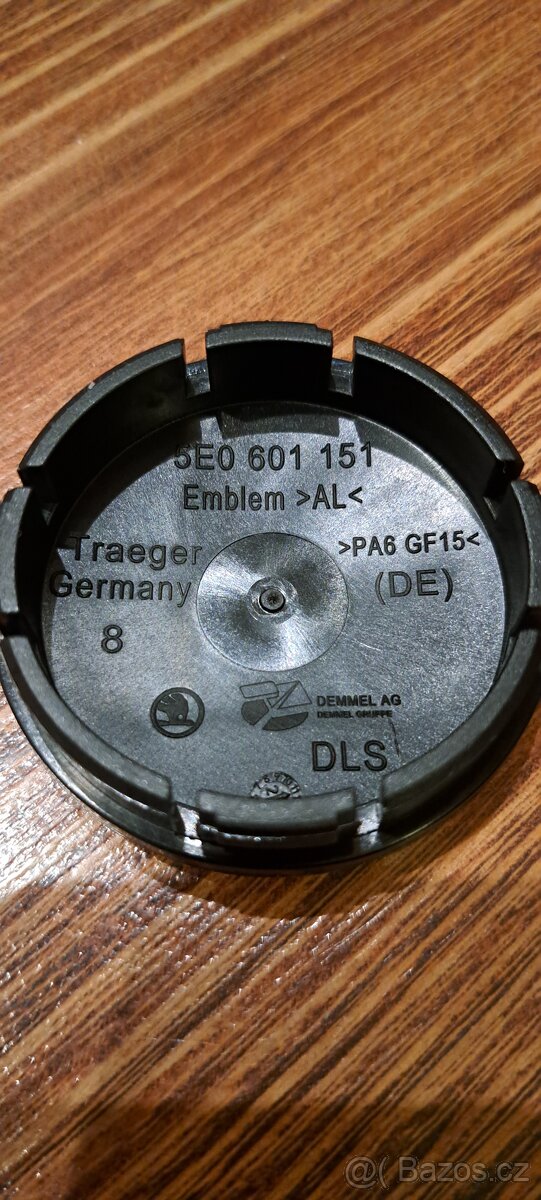 5E0 601 151
Emblem >AL<
Traeger
Germany
>PA6 GF15<
(DE)
8
DEMMEL AG
DEMMEL GRUPPE
DLS
@( Bazos.cz